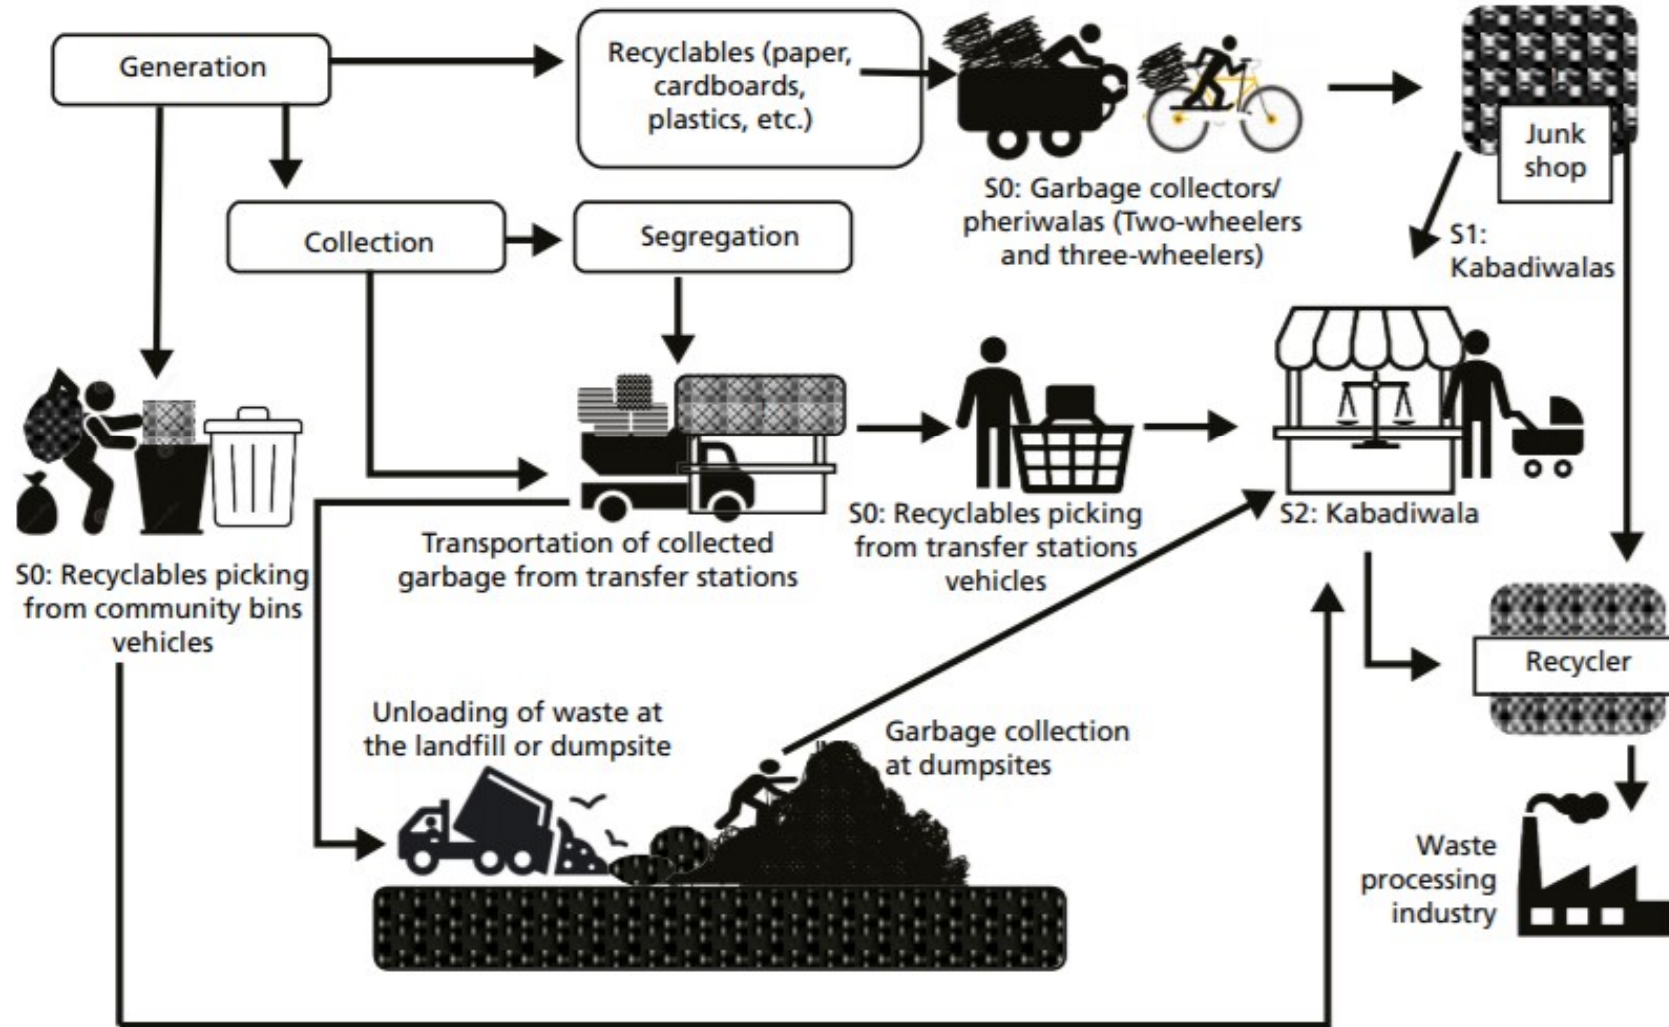 Generation
Recyclables (paper,
cardboards,
plastics, etc.)
Junk
shop
S0: Garbage collectors/
pheriwalas (Two-wheelers
and three-wheelers)
S1:
Kabadiwalas
Collection
Segregation
S0: Recyclables picking
from community bins
vehicles
Transportation of collected
garbage from transfer stations
S0: Recyclables picking
from transfer stations
vehicles
S2: Kabadiwala
Recycler
Unloading of waste at
the landfill or dumpsite
Garbage collection
at dumpsites
Waste
processing
industry